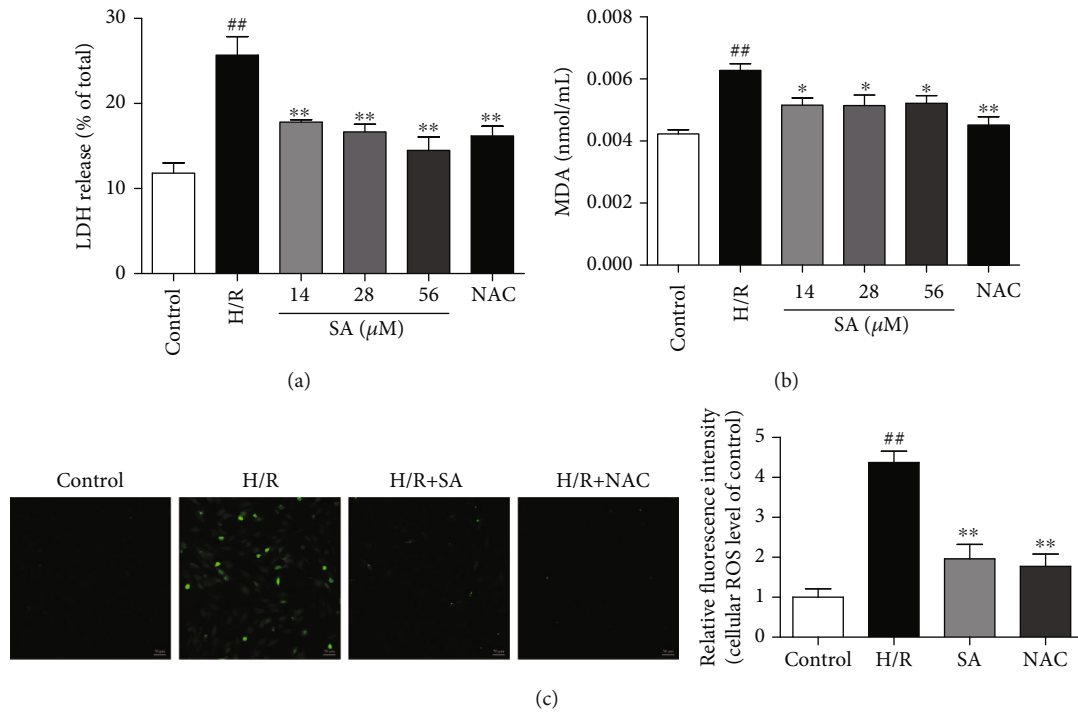 30
20
10
0
LDH release (% of total)
##
**
**
**
**
Control
H/R
14
28
56
NAC
SA (μM)
(a)
0.008
0.006
0.004
0.002
0.000
MDA (nmol/mL)
##
*
*
*
**
Control
H/R
14
28
56
NAC
SA (μM)
(b)
Control
H/R
H/R+SA
H/R+NAC
Relative fluorescence intensity
(cellular ROS level of control)
5
4
3
2
1
0
##
**
**
Control
H/R
SA
NAC
(c)